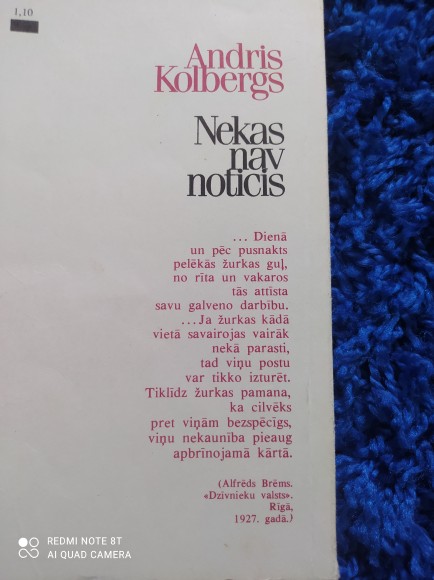 1,10
Andris
Kolbergs
Nekas
nav
noticis
... Dienā
un pēc pusnakts
pelēkās žurkas guļ,
no rīta un vakaros
tās attīsta
savu galveno darbību.
...Ja žurkas kādā
vietā savairojas vairāk
nekā parasti,
tad viņu postu
var tikko izturēt.
Tiklīdz žurkas pamana,
ka cilvēks
pret viņām bezspēcīgs,
viņu nekaunība pieaug
apbrīnojamā kārtā.
(Alfrēds Brēms.
«Dzīvnieku valsts».
Rīgā,
1927. gadā.)
REDMI NOTE 8T
AI QUAD CAMERA